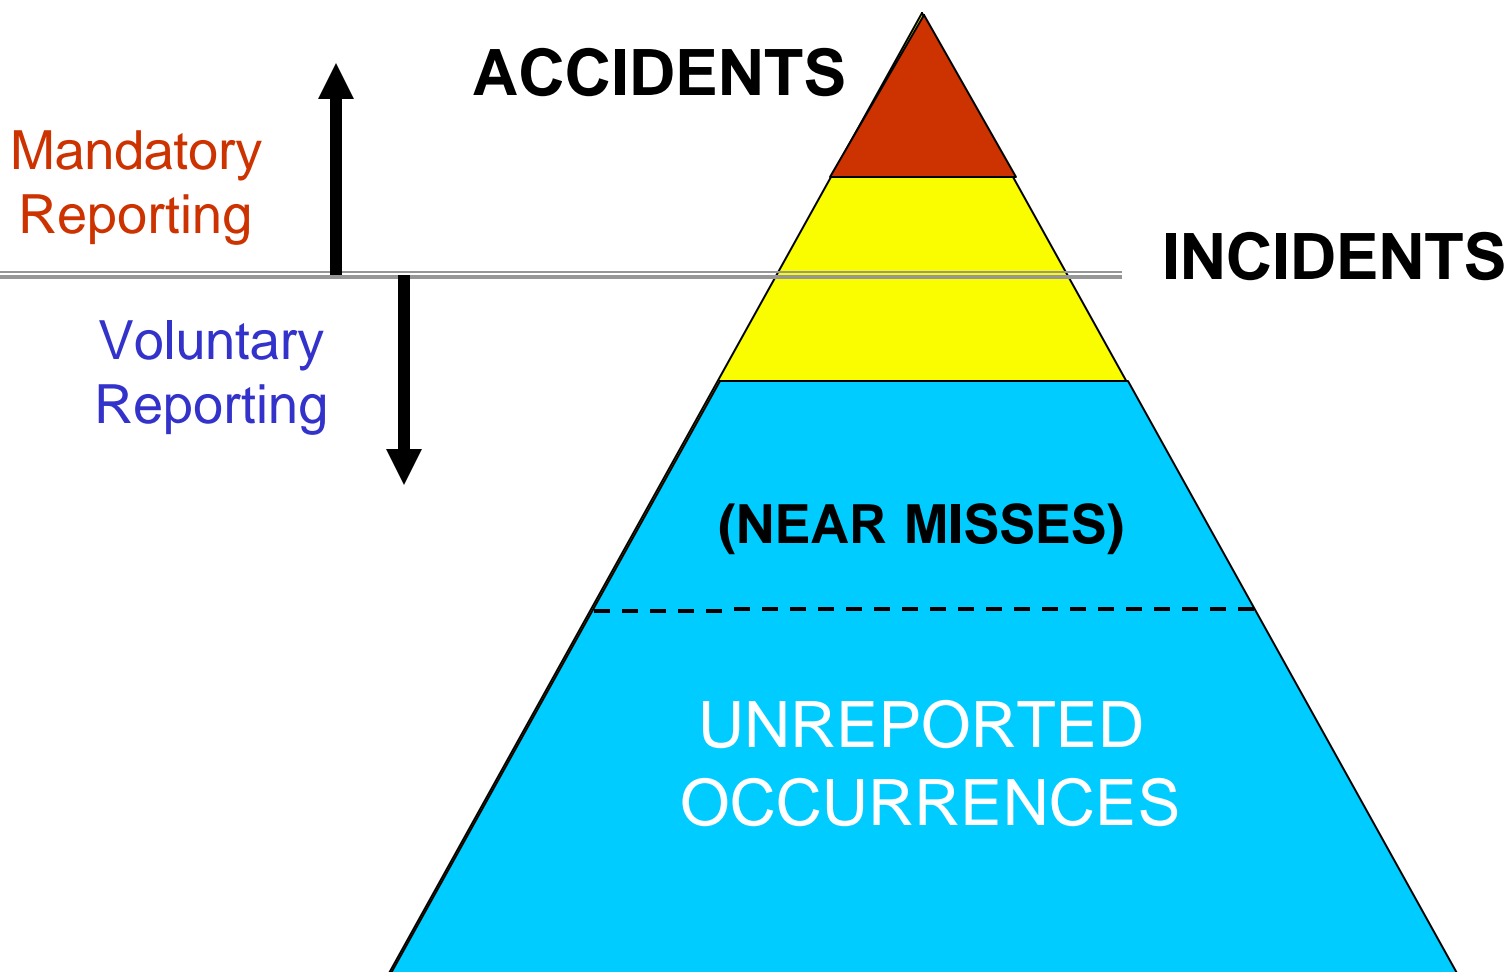 ACCIDENTS
Mandatory
Reporting
INCIDENTS
Voluntary
Reporting
(NEAR MISSES)
UNREPORTED
OCCURRENCES